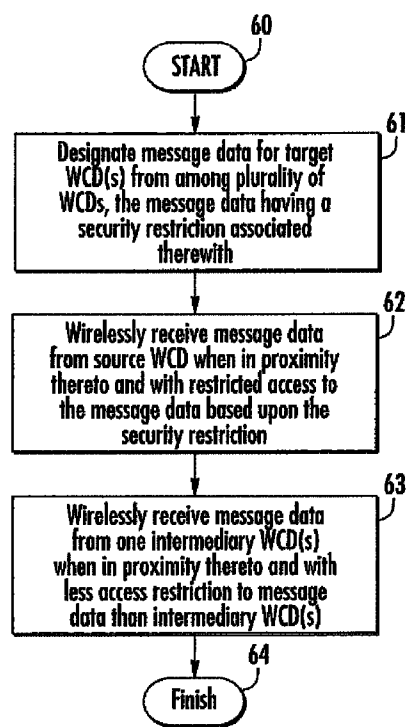 60
START
61
Designate message data for target
WCD(s) from among plurality of
WCDs, the message data having a
security restriction associated
therewith
62
Wirelessly receive message data
from source WCD when in proximity
thereto and with restricted access to
the message data based upon the
security restriction
63
Wirelessly receive message data
from one intermediary WCD(s)
when in proximity thereto and with
less access restriction to message
data than intermediary WCD(s)
64
Finish